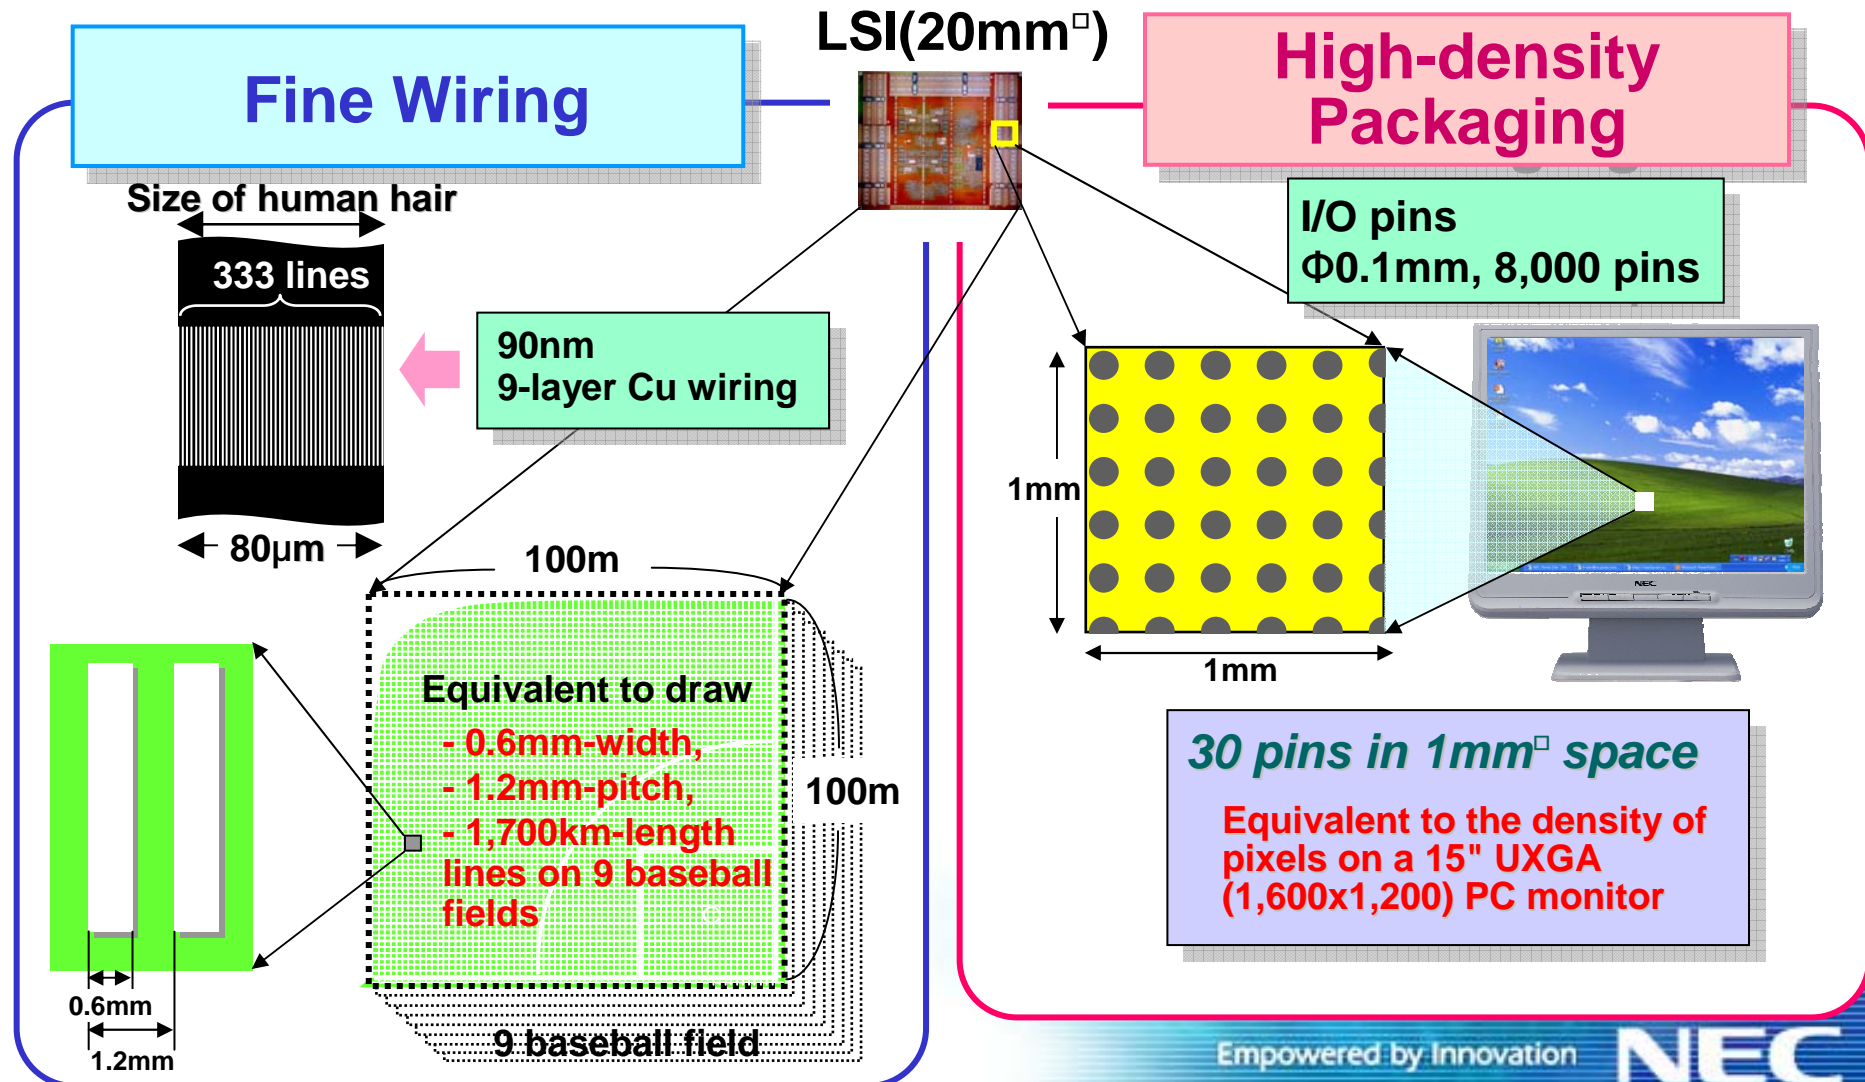 LSI(20mm□)
Fine Wiring
High-density
Packaging
Size of human hair
333 lines
90nm
9-layer Cu wiring
80μm
100m
100m
Equivalent to draw
- 0.6mm-width,
- 1.2mm-pitch,
- 1,700km-length
lines on 9 baseball
fields
0.6mm
1.2mm
9 baseball field
I/O pins
Φ0.1mm, 8,000 pins
1mm
1mm
NEC
30 pins in 1mm□ space
Equivalent to the density of
pixels on a 15" UXGA
(1,600x1,200) PC monitor
Empowered by Innovation
NEC